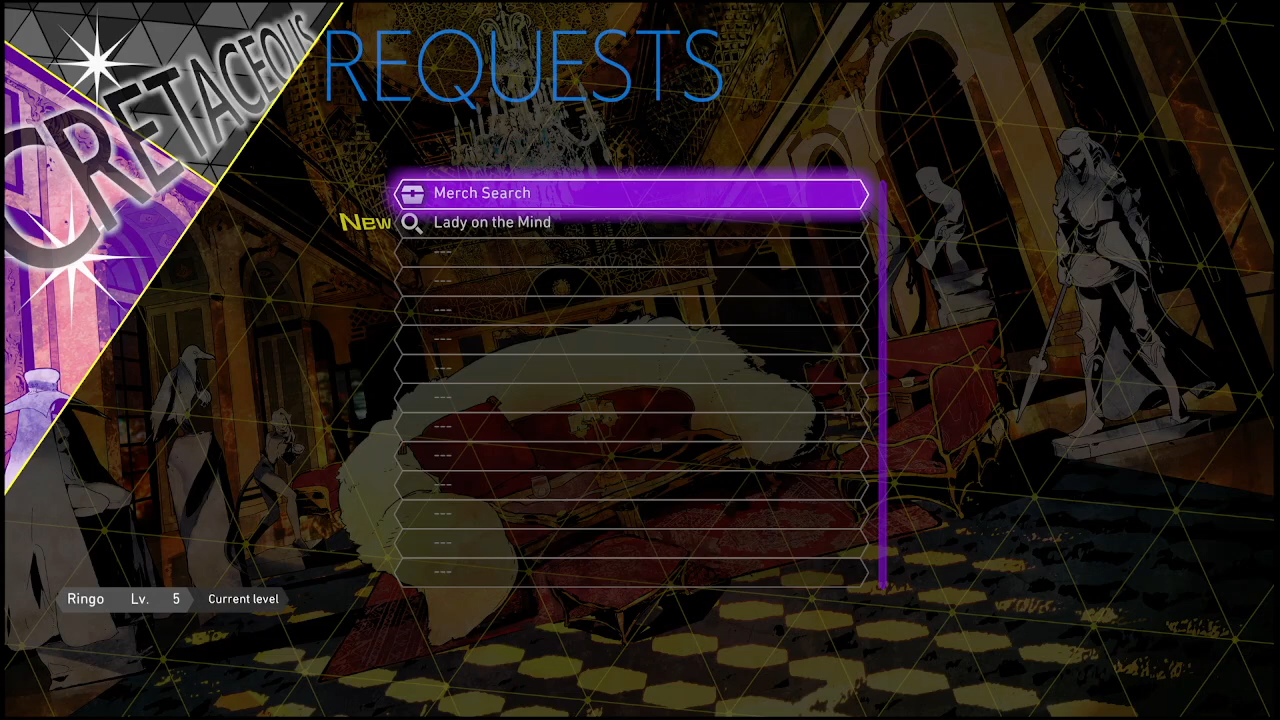 CRETACEOUS
REQUESTS
Merch Search
New Lady on the Mind
---
---
---
---
---
---
---
---
---
---
---
---
Ringo Lv. 5 Current level